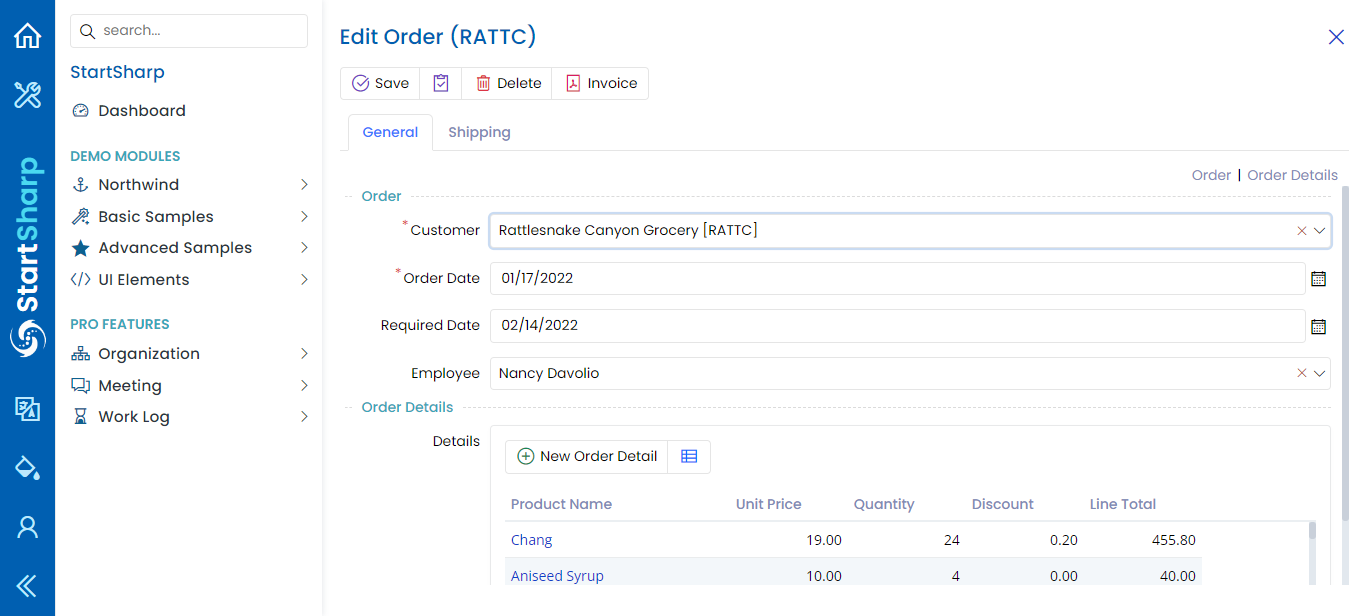 StartSharp
search...
StartSharp
Dashboard
DEMO MODULES
Northwind
Basic Samples
Advanced Samples
UI Elements
PRO FEATURES
Organization
Meeting
Work Log
Edit Order (RATTC)
Save Delete Invoice
General Shipping
Order | Order Details
Order
*Customer Rattlesnake Canyon Grocery [RATTC]
*Order Date 01/17/2022
Required Date 02/14/2022
Employee Nancy Davolio
Order Details
Details
New Order Detail
Product Name Unit Price Quantity Discount Line Total
Chang 19.00 24 0.20 455.80
Aniseed Syrup 10.00 4 0.00 40.00